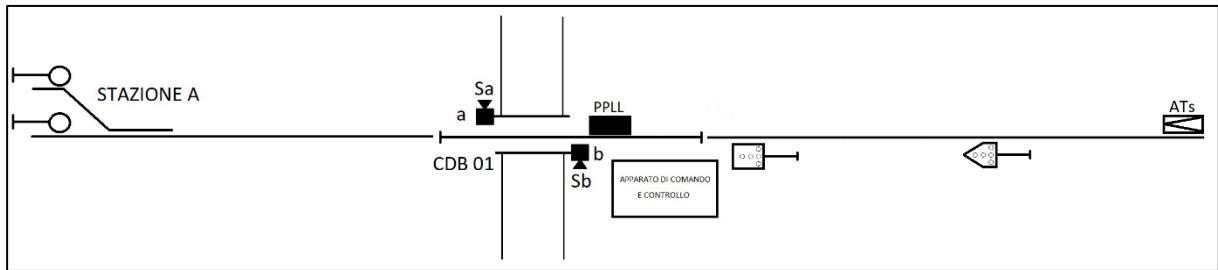 STAZIONE A
Sa
a
PPLL
ATs
CDB 01
b
Sb
APPARATO DI COMANDO
E CONTROLLO